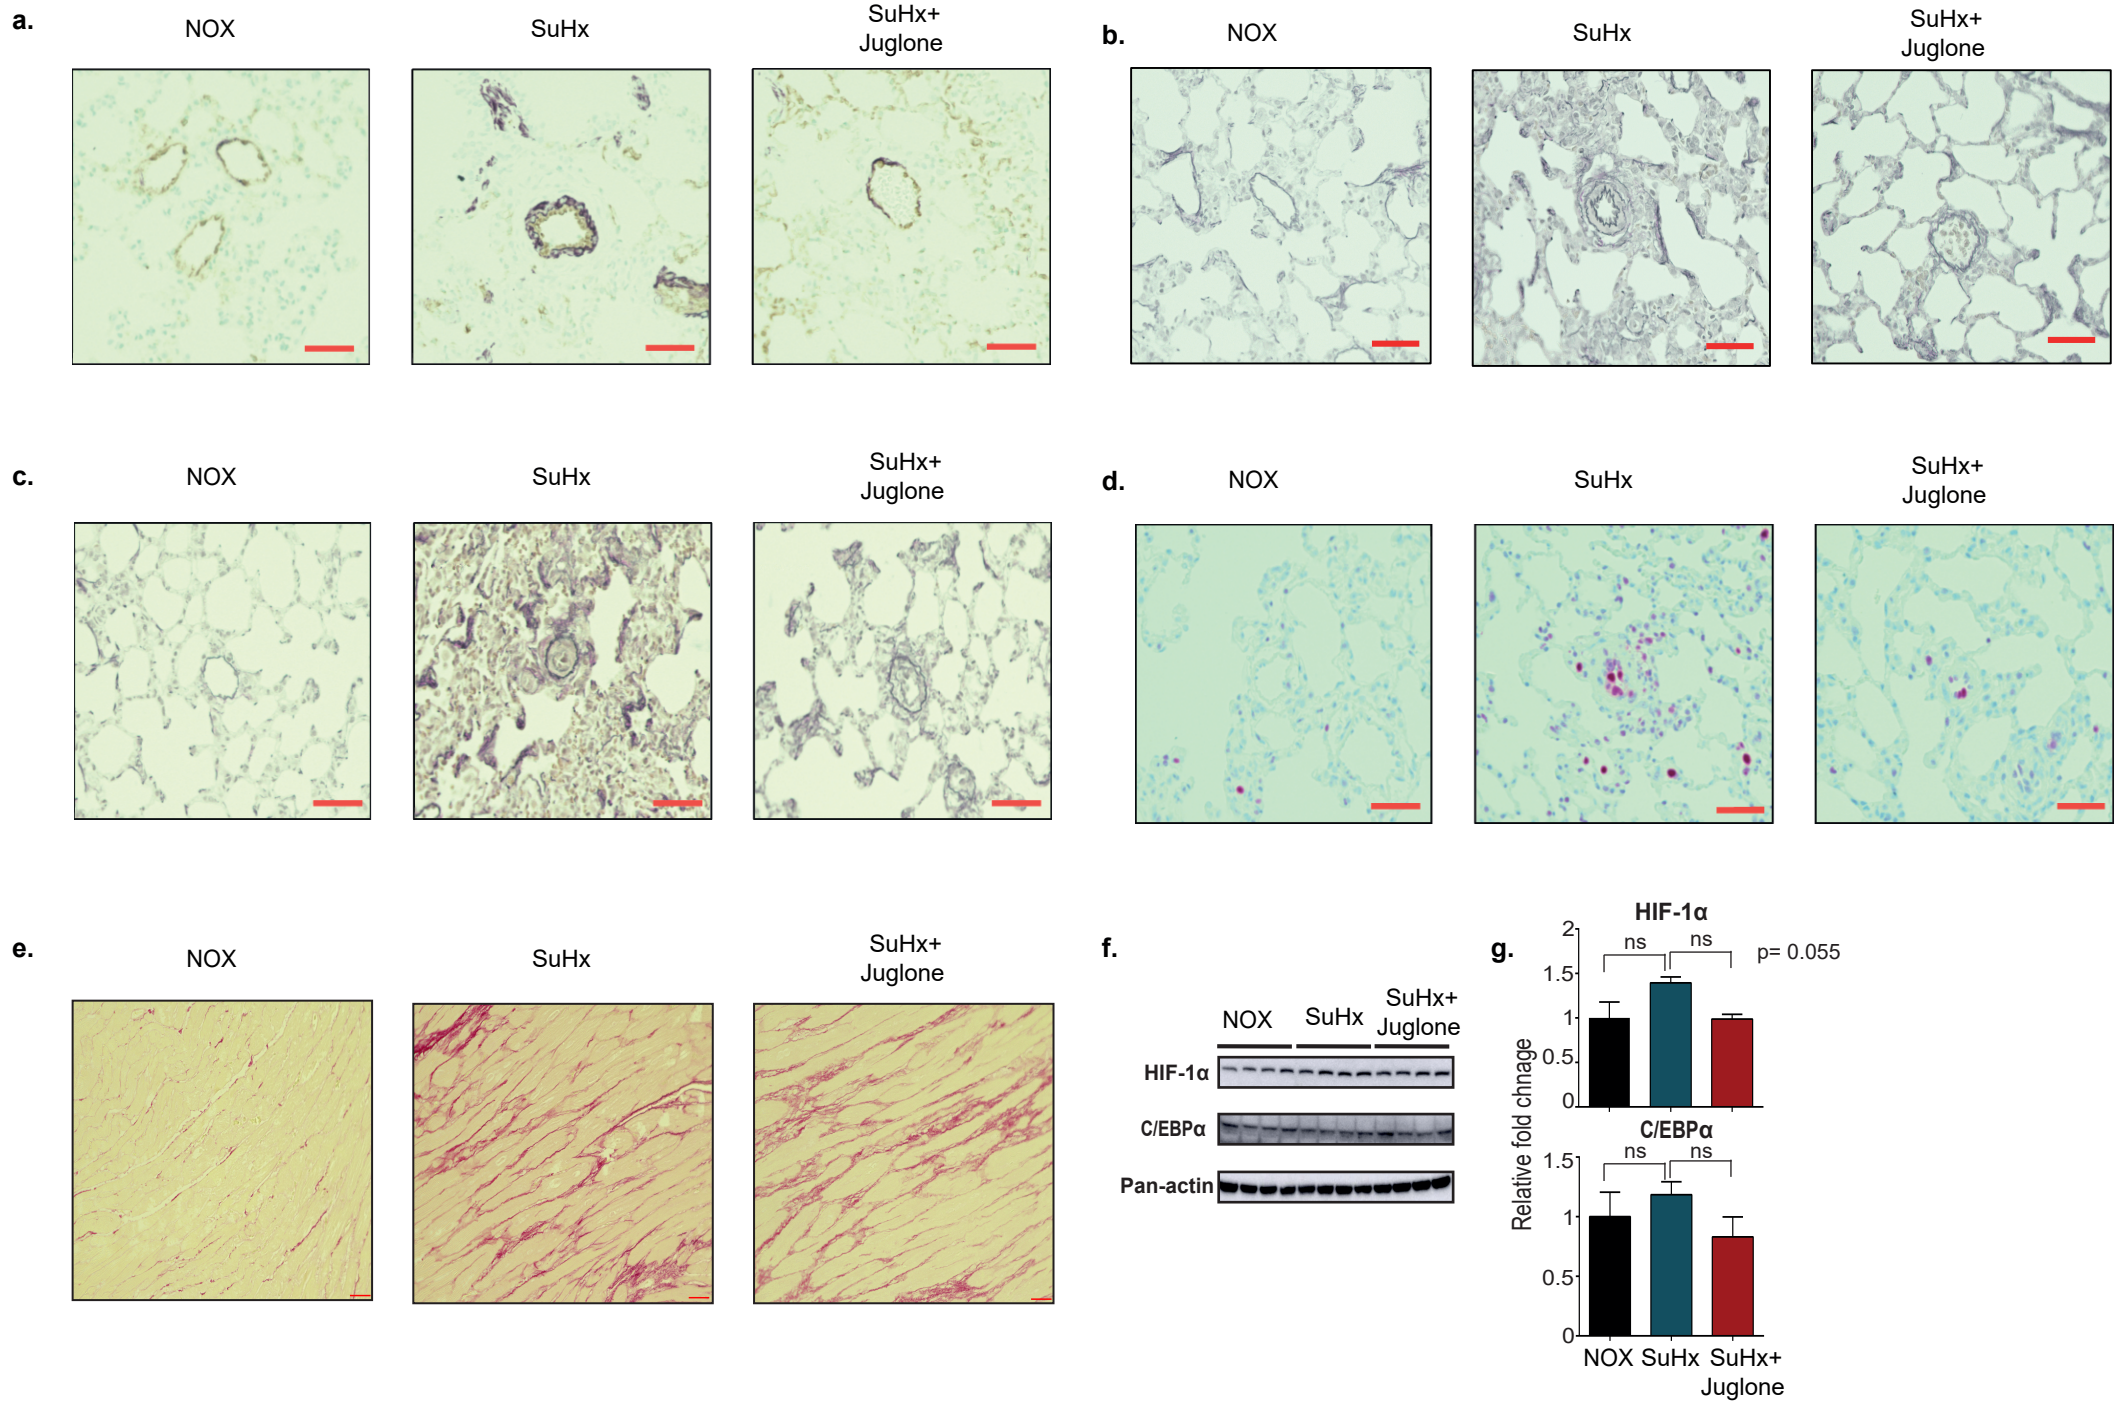 a.
NOX
SuHx
SuHx+
Juglone
b.
NOX
SuHx
SuHx+
Juglone
c.
NOX
SuHx
SuHx+
Juglone
d.
NOX
SuHx
SuHx+
Juglone
e.
NOX
SuHx
SuHx+
Juglone
f.
NOX
SuHx
SuHx+
Juglone
HIF-1α
C/EBPα
Pan-actin
g.
HIF-1α
2
ns
ns
p= 0.055
1.5
1
0.5
0
Relative fold chnage
C/EBPα
1.5
ns
ns
1
0.5
0
NOX
SuHx
SuHx+
Juglone